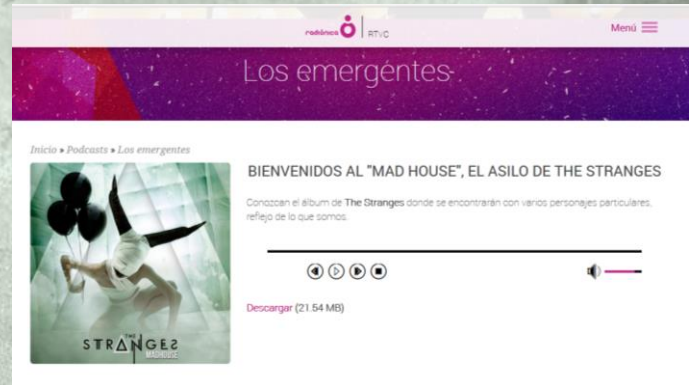 radiónica
RTVC
Menú
Los emergentes
Inicio » Podcasts » Los emergentes
BIENVENIDOS AL "MAD HOUSE", EL ASILO DE THE STRANGES
Conozcan el álbum de The Stranges donde se encontrarán con varios personajes particulares,
reflejo de lo que somos.
Descargar (21.54 MB)
THE
STRANGES
MADHOUSE